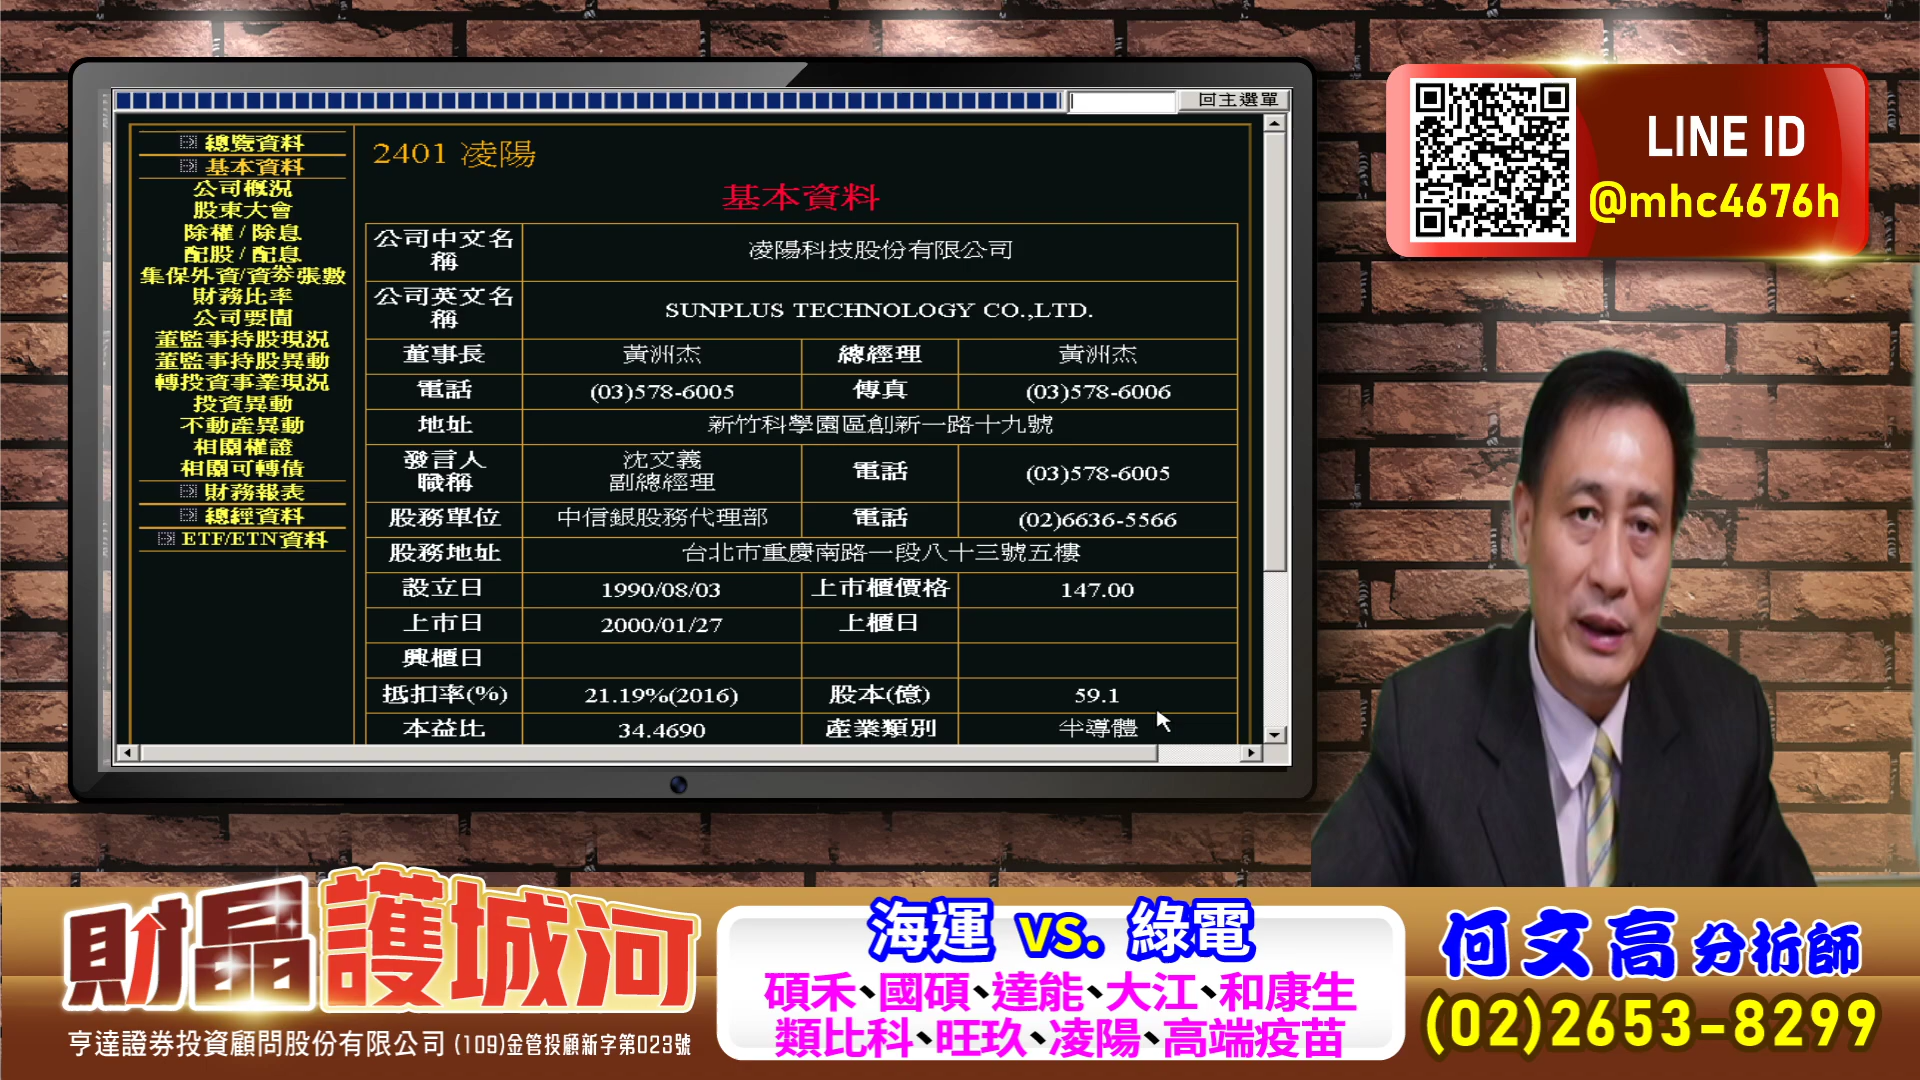 回主選單
總覽資料
基本資料
公司概況
股東大會
除權/除息
配股/配息
集保外資/資券張數
財務比率
公司要聞
董監事持股現況
董監事持股異動
轉投資事業現況
投資異動
不動產異動
相關權證
相關可轉債
財務報表
總經資料
ETF/ETN資料
2401 凌陽
基本資料
公司中文名稱 凌陽科技股份有限公司
公司英文名稱 SUNPLUS TECHNOLOGY CO.,LTD.
董事長 黃洲杰 總經理 黃洲杰
電話 (03)578-6005 傳真 (03)578-6006
地址 新竹科學園區創新一路十九號
發言人職稱 沈文義副總經理 電話 (03)578-6005
股務單位 中信銀股務代理部 電話 (02)6636-5566
股務地址 台北市重慶南路一段八十三號五樓
設立日 1990/08/03 上市櫃價格 147.00
上市日 2000/01/27 上櫃日
興櫃日
抵扣率(%) 21.19%(2016) 股本(億) 59.1
本益比 34.4690 產業類別 半導體
LINE ID
@mhc4676h
財晶護城河
亨達證券投資顧問股份有限公司 (109)金管投顧新字第023號
海運 vs. 綠電
碩禾、國碩、達能、大江、和康生
類比科、旺玖、凌陽、高端疫苗
何文高分析師
(02)2653-8299